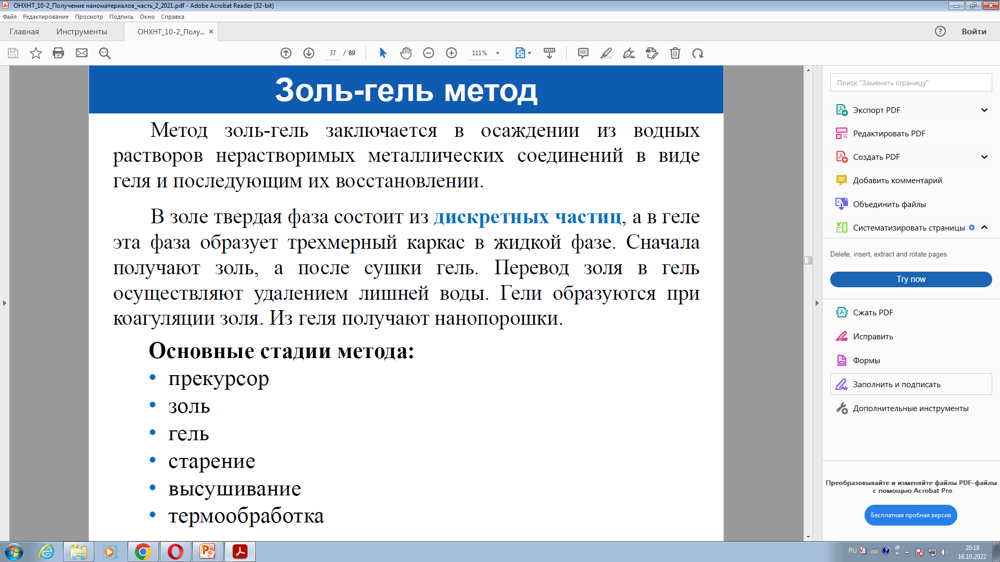 ОНХНТ_10-2_Получение наноматериалов_часть_2_2021.pdf - Adobe Acrobat Reader (32-bit)
Файл Редактирование Просмотр Подпись Окно Справка
Главная Инструменты ОНХНТ_10-2_Полу... × Войти
37 / 89 111%
Золь-гель метод
Метод золь-гель заключается в осаждении из водных
растворов нерастворимых металлических соединений в виде
геля и последующим их восстановлении.
В золе твердая фаза состоит из дискретных частиц, а в геле
эта фаза образует трехмерный каркас в жидкой фазе. Сначала
получают золь, а после сушки гель. Перевод золя в гель
осуществляют удалением лишней воды. Гели образуются при
коагуляции золя. Из геля получают нанопорошки.
Основные стадии метода:
• прекурсор
• золь
• гель
• старение
• высушивание
• термообработка
Поиск "Заменить страницу"
Экспорт PDF
Редактировать PDF
Создать PDF
Добавить комментарий
Объединить файлы
Систематизировать страницы
Delete, insert, extract and rotate pages.
Try now
Сжать PDF
Исправить
Формы
Заполнить и подписать
Дополнительные инструменты
Преобразовывайте и изменяйте файлы PDF-файлы
с помощью Acrobat Pro
Бесплатная пробная версия
RU
20:18
16.10.2022